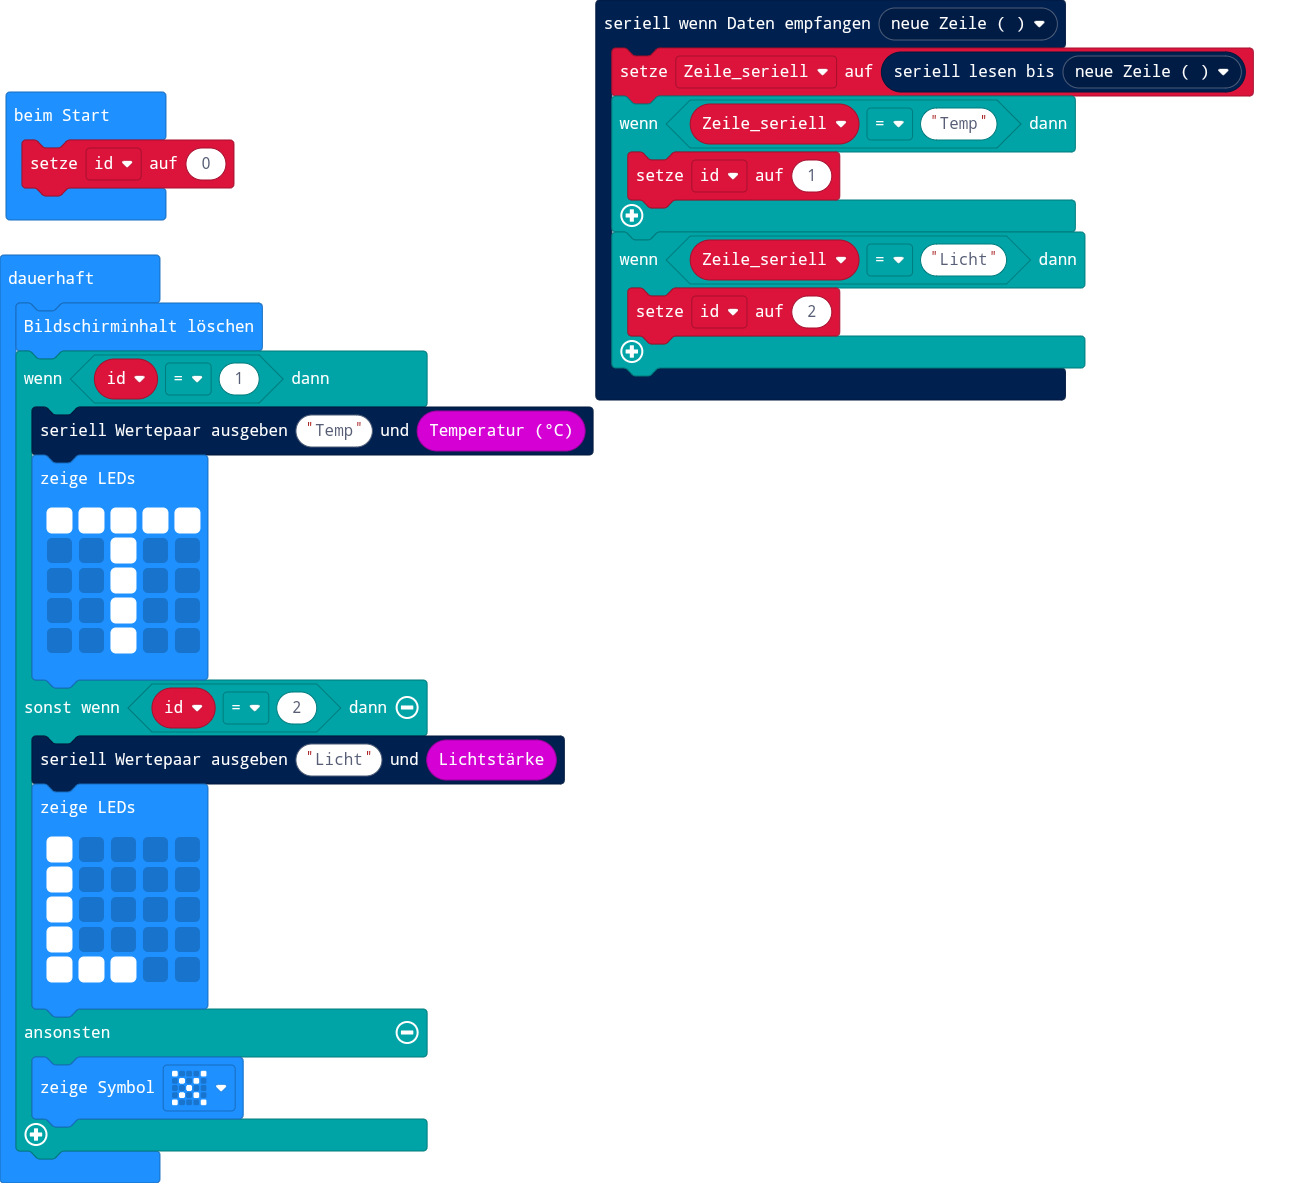 beim Start
setze id auf 0
dauerhaft
Bildschirminhalt löschen
wenn id = 1 dann
seriell Wertepaar ausgeben "Temp" und Temperatur (°C)
zeige LEDs
sonst wenn id = 2 dann
seriell Wertepaar ausgeben "Licht" und Lichtstärke
zeige LEDs
ansonsten
zeige Symbol
seriell wenn Daten empfangen neue Zeile ( )
setze Zeile_seriell auf seriell lesen bis neue Zeile ( )
wenn Zeile_seriell = "Temp" dann
setze id auf 1
wenn Zeile_seriell = "Licht" dann
setze id auf 2